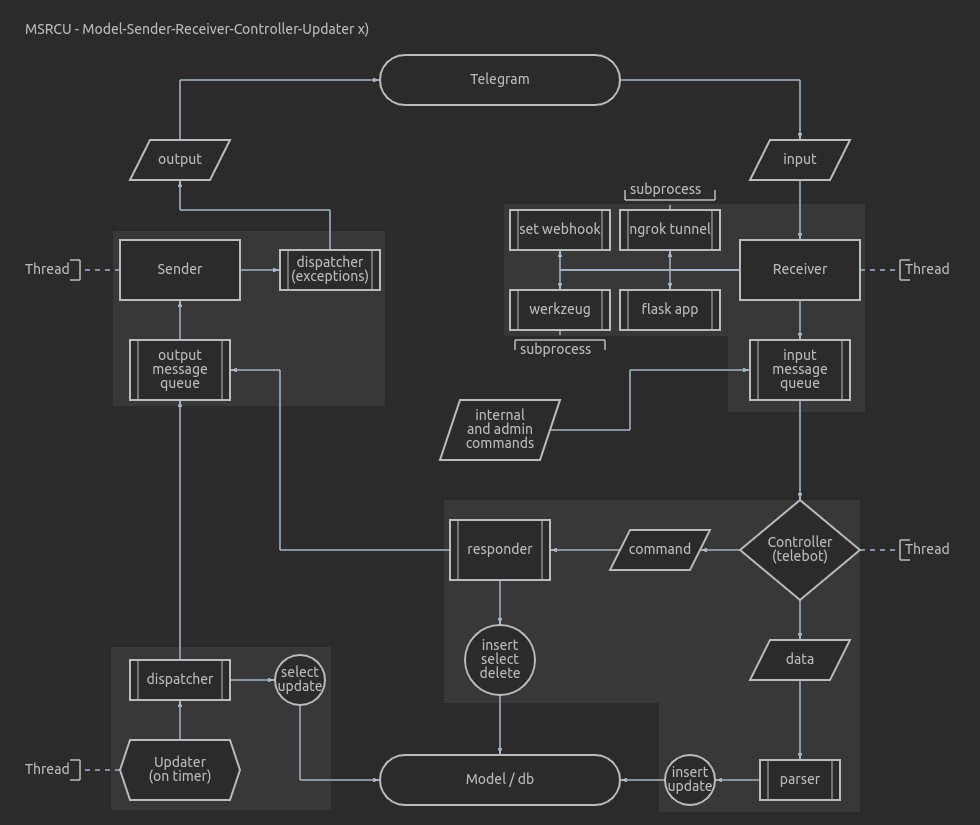 MSRCU - Model-Sender-Receiver-Controller-Updater x)
Telegram
output
input
subprocess
set webhook
ngrok tunnel
Thread
Sender
dispatcher
(exceptions)
Receiver
Thread
werkzeug
flask app
subprocess
output
message
queue
input
message
queue
internal
and admin
commands
responder
command
Controller
(telebot)
Thread
insert
select
delete
data
dispatcher
select
update
Thread
Updater
(on timer)
Model / db
insert
update
parser